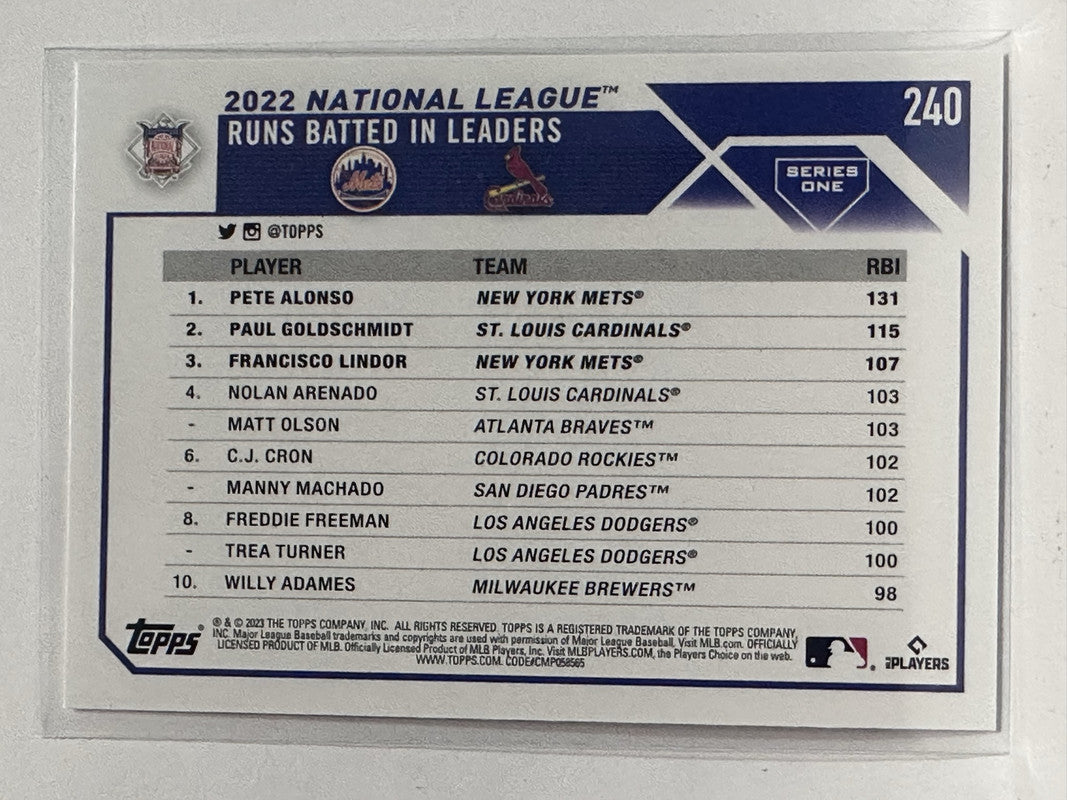 2022 NATIONAL LEAGUE™
RUNS BATTED IN LEADERS
240
Mets
Cardinals
SERIES
ONE
@TOPPS
PLAYER TEAM RBI
1. PETE ALONSO NEW YORK METS® 131
2. PAUL GOLDSCHMIDT ST. LOUIS CARDINALS® 115
3. FRANCISCO LINDOR NEW YORK METS® 107
4. NOLAN ARENADO ST. LOUIS CARDINALS® 103
- MATT OLSON ATLANTA BRAVES™ 103
6. C.J. CRON COLORADO ROCKIES™ 102
- MANNY MACHADO SAN DIEGO PADRES™ 102
8. FREDDIE FREEMAN LOS ANGELES DODGERS® 100
- TREA TURNER LOS ANGELES DODGERS® 100
10. WILLY ADAMES MILWAUKEE BREWERS™ 98
topps®
® & © 2023 THE TOPPS COMPANY, INC. ALL RIGHTS RESERVED. TOPPS IS A REGISTERED TRADEMARK OF THE TOPPS COMPANY,
INC. Major League Baseball trademarks and copyrights are used with permission of Major League Baseball. Visit MLB.com. OFFICIALLY
LICENSED PRODUCT OF MLB. Officially Licensed Product of MLB Players, Inc. Visit MLBPLAYERS.COM, the Players Choice on the web.
WWW.TOPPS.COM. CODE#CMP058565
PLAYERS